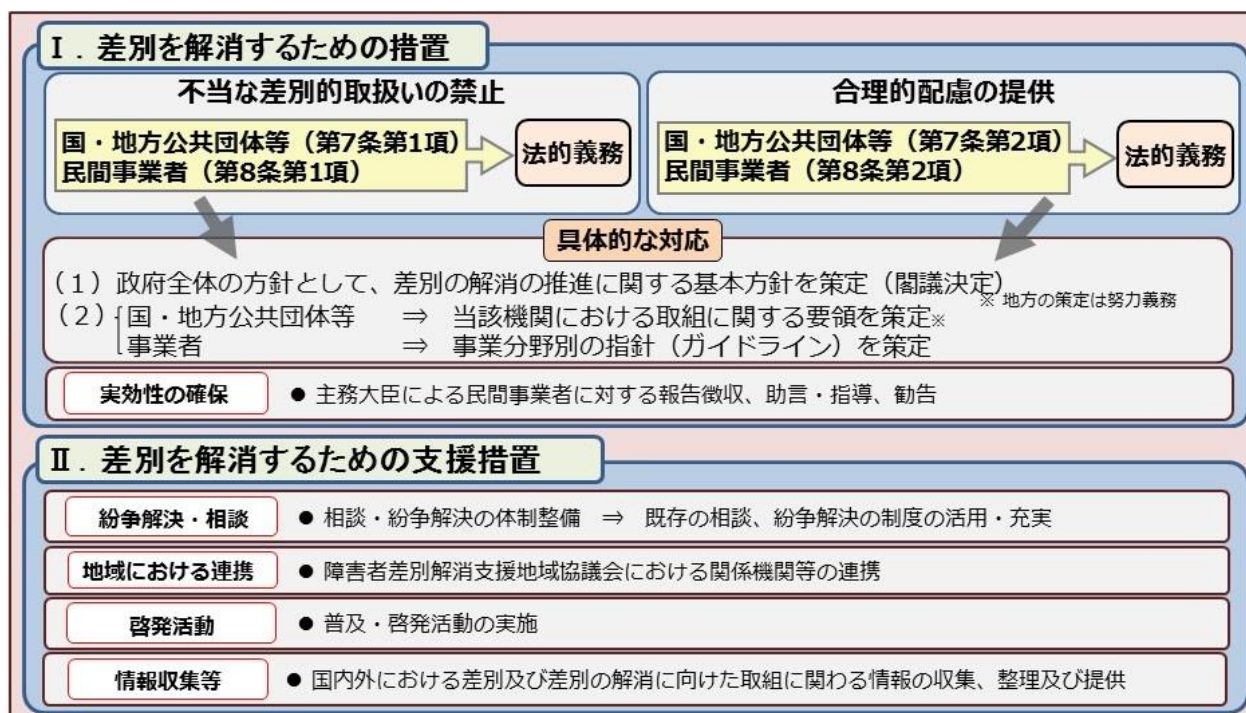 Ⅰ．差別を解消するための措置
不当な差別的取扱いの禁止
国・地方公共団体等（第7条第1項）
民間事業者（第8条第1項）
法的義務
合理的配慮の提供
国・地方公共団体等（第7条第2項）
民間事業者（第8条第2項）
法的義務
具体的な対応
（１）政府全体の方針として、差別の解消の推進に関する基本方針を策定（閣議決定）
※ 地方の策定は努力義務
（２）国・地方公共団体等 ⇒ 当該機関における取組に関する要領を策定※
事業者 ⇒ 事業分野別の指針（ガイドライン）を策定
実効性の確保 ● 主務大臣による民間事業者に対する報告徴収、助言・指導、勧告
Ⅱ．差別を解消するための支援措置
紛争解決・相談 ● 相談・紛争解決の体制整備 ⇒ 既存の相談、紛争解決の制度の活用・充実
地域における連携 ● 障害者差別解消支援地域協議会における関係機関等の連携
啓発活動 ● 普及・啓発活動の実施
情報収集等 ● 国内外における差別及び差別の解消に向けた取組に関わる情報の収集、整理及び提供